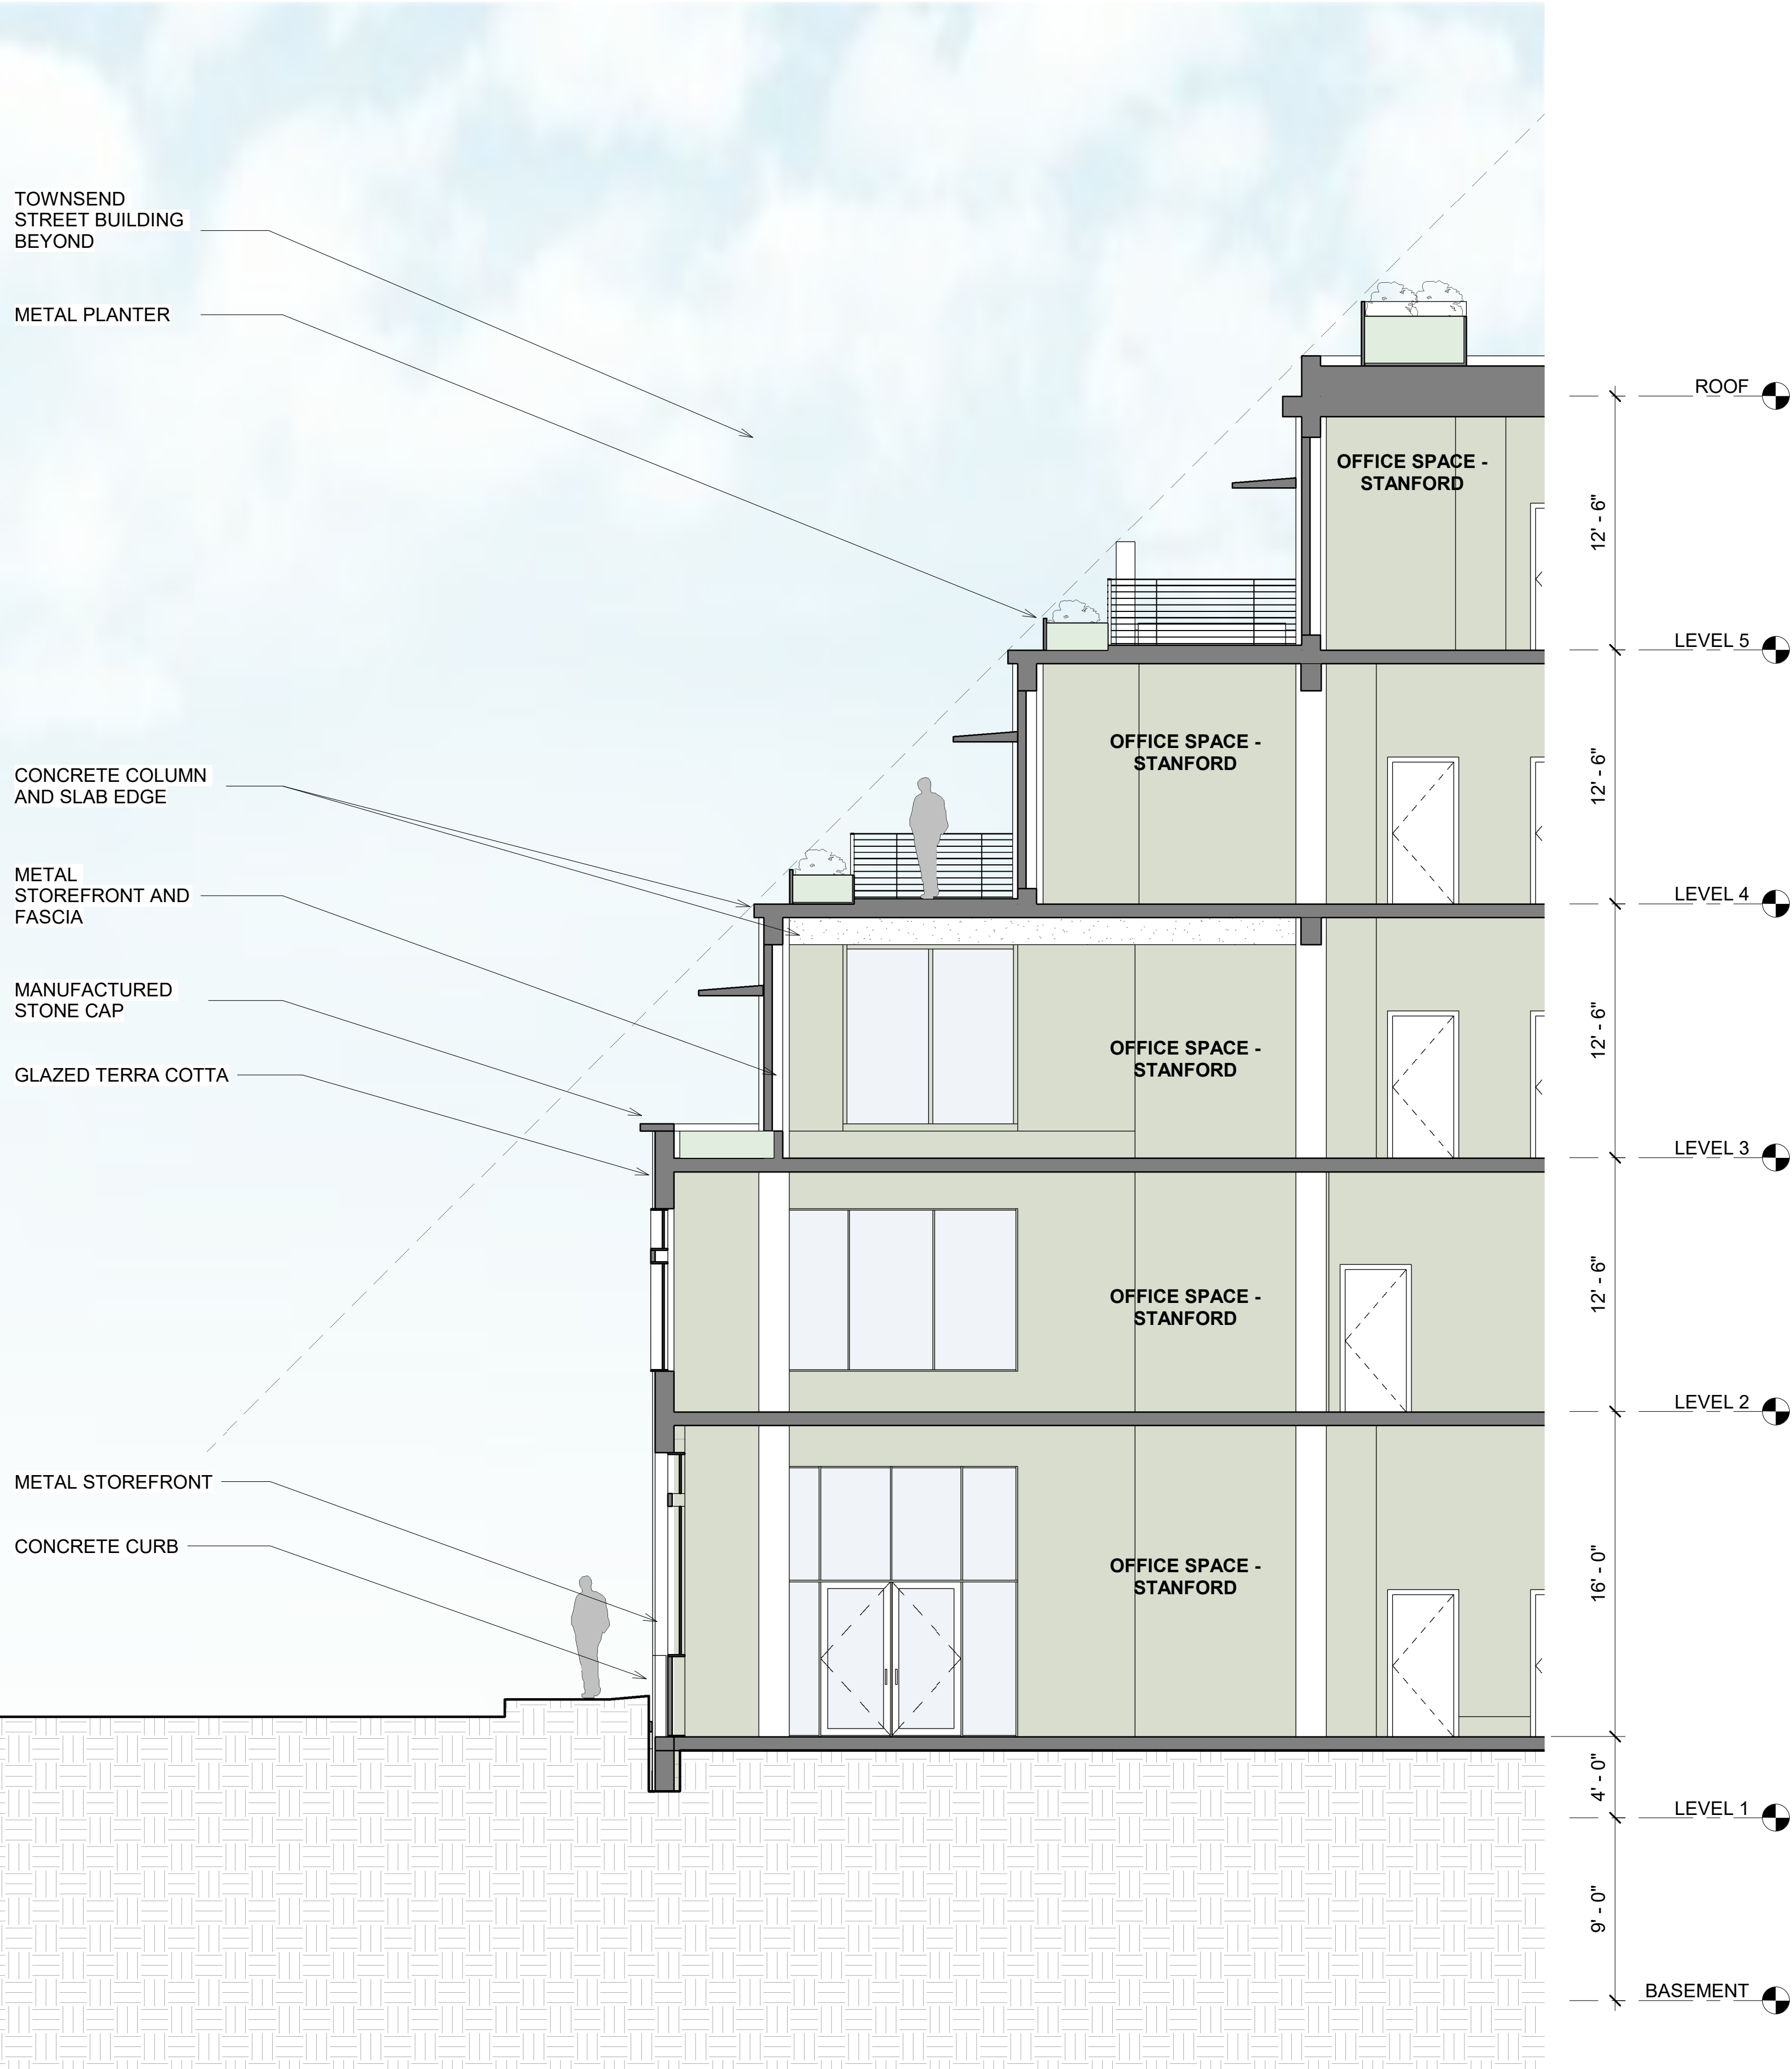 TOWNSEND
STREET BUILDING
BEYOND
METAL PLANTER
CONCRETE COLUMN
AND SLAB EDGE
METAL
STOREFRONT AND
FASCIA
MANUFACTURED
STONE CAP
GLAZED TERRA COTTA
METAL STOREFRONT
CONCRETE CURB
OFFICE SPACE -
STANFORD
OFFICE SPACE -
STANFORD
OFFICE SPACE -
STANFORD
OFFICE SPACE -
STANFORD
OFFICE SPACE -
STANFORD
ROOF
12' - 6"
LEVEL 5
12' - 6"
LEVEL 4
12' - 6"
LEVEL 3
12' - 6"
LEVEL 2
16' - 0"
4' - 0"
LEVEL 1
9' - 0"
BASEMENT